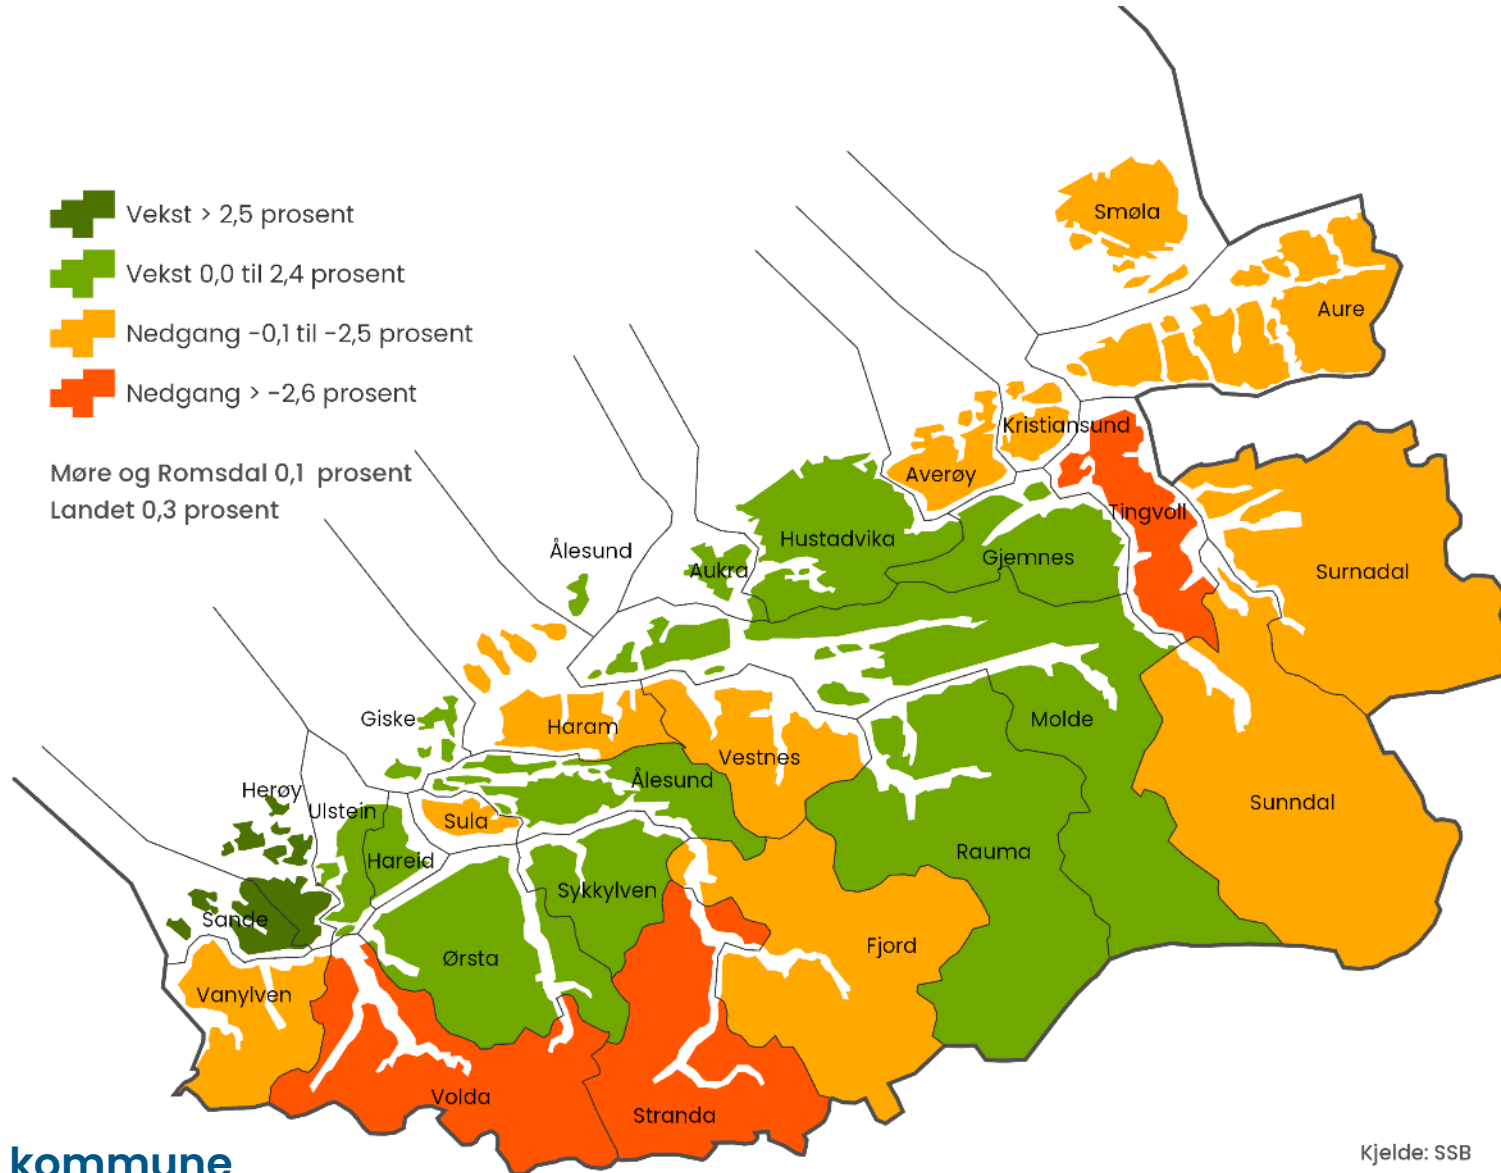 Vekst > 2,5 prosent
Vekst 0,0 til 2,4 prosent
Nedgang -0,1 til -2,5 prosent
Nedgang > -2,6 prosent
Møre og Romsdal 0,1 prosent
Landet 0,3 prosent
Smøla
Aure
Kristiansund
Averøy
Tingvoll
Hustadvika
Ålesund
Gjemnes
Aukra
Surnadal
Giske
Haram
Molde
Vestnes
Ålesund
Herøy
Ulstein
Sula
Sunndal
Hareid
Rauma
Sykkylven
Sande
Fjord
Ørsta
Vanylven
Volda
Stranda
kommune
Kjelde: SSB